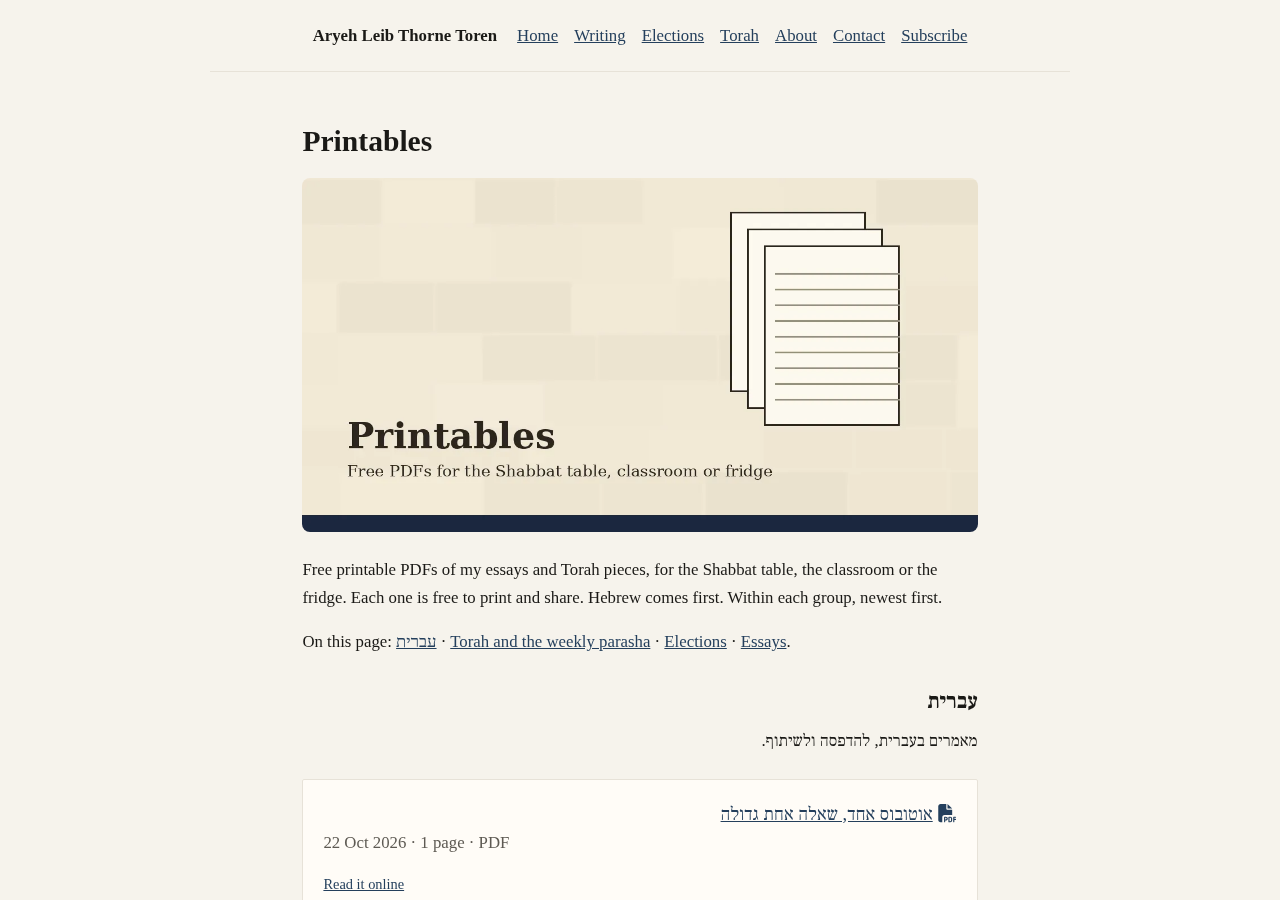 Aryeh Leib Thorne Toren Home Writing Elections Torah About Contact Subscribe
Printables
Printables
Free PDFs for the Shabbat table, classroom or fridge
Free printable PDFs of my essays and Torah pieces, for the Shabbat table, the classroom or the
fridge. Each one is free to print and share. Hebrew comes first. Within each group, newest first.
On this page: עברית · Torah and the weekly parasha · Elections · Essays.
עברית
מאמרים בעברית, להדפסה ולשיתוף.
PDF אוטובוס אחד, שאלה אחת גדולה
22 Oct 2026 · 1 page · PDF
Read it online